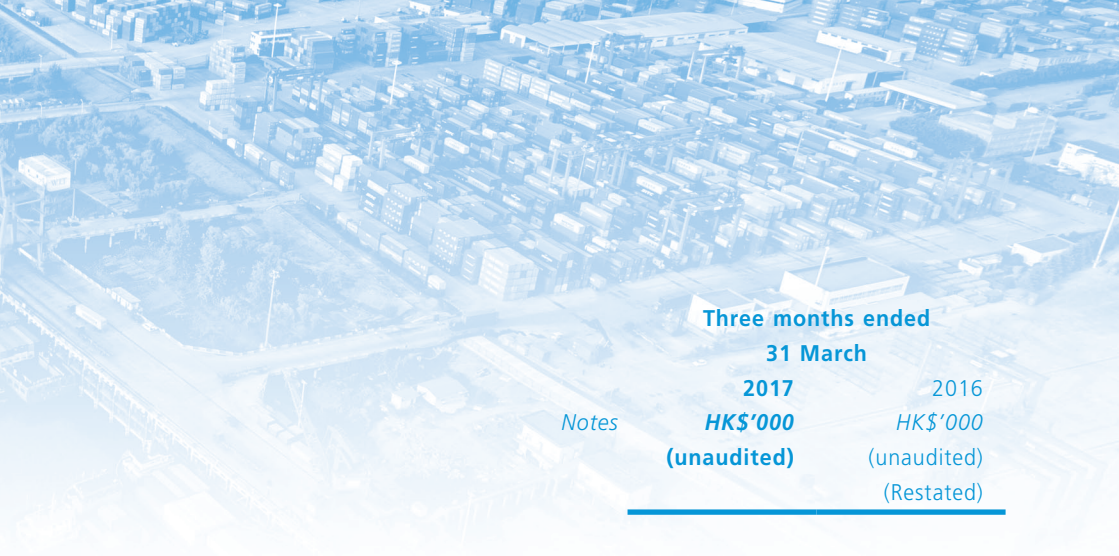 Three months ended
31 March
2017 2016
Notes HK$’000 HK$’000
(unaudited) (unaudited)
(Restated)